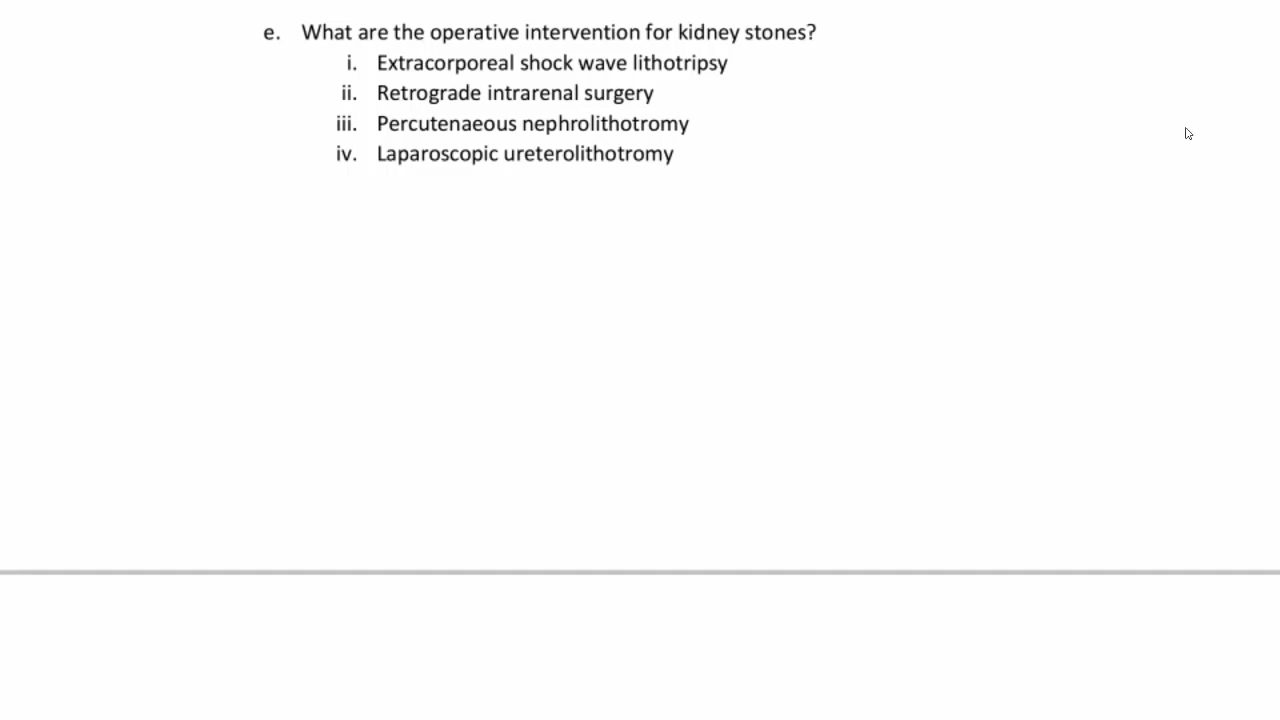 e. What are the operative intervention for kidney stones?
i. Extracorporeal shock wave lithotripsy
ii. Retrograde intrarenal surgery
iii. Percutenaeous nephrolithotromy
iv. Laparoscopic ureterolithotromy